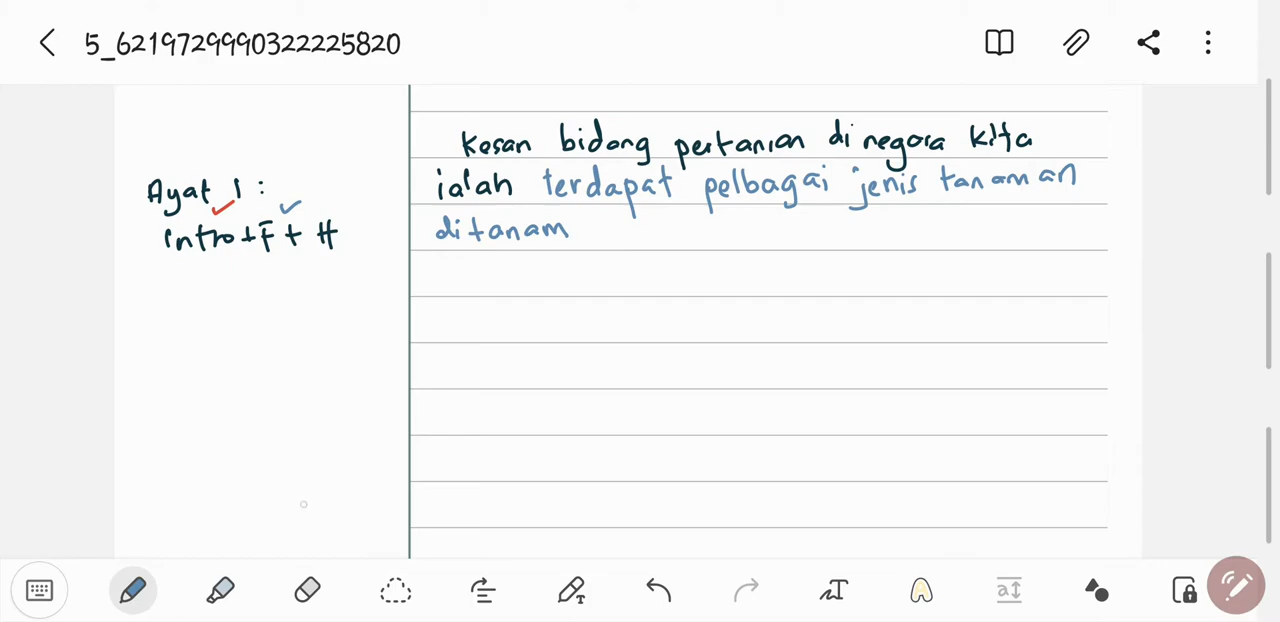 5_6219729990322225820
Kesan bidang pertanian di negara kita
Ayat 1:
ialah terdapat pelbagai jenis tanaman
Intro+F + H
ditanam